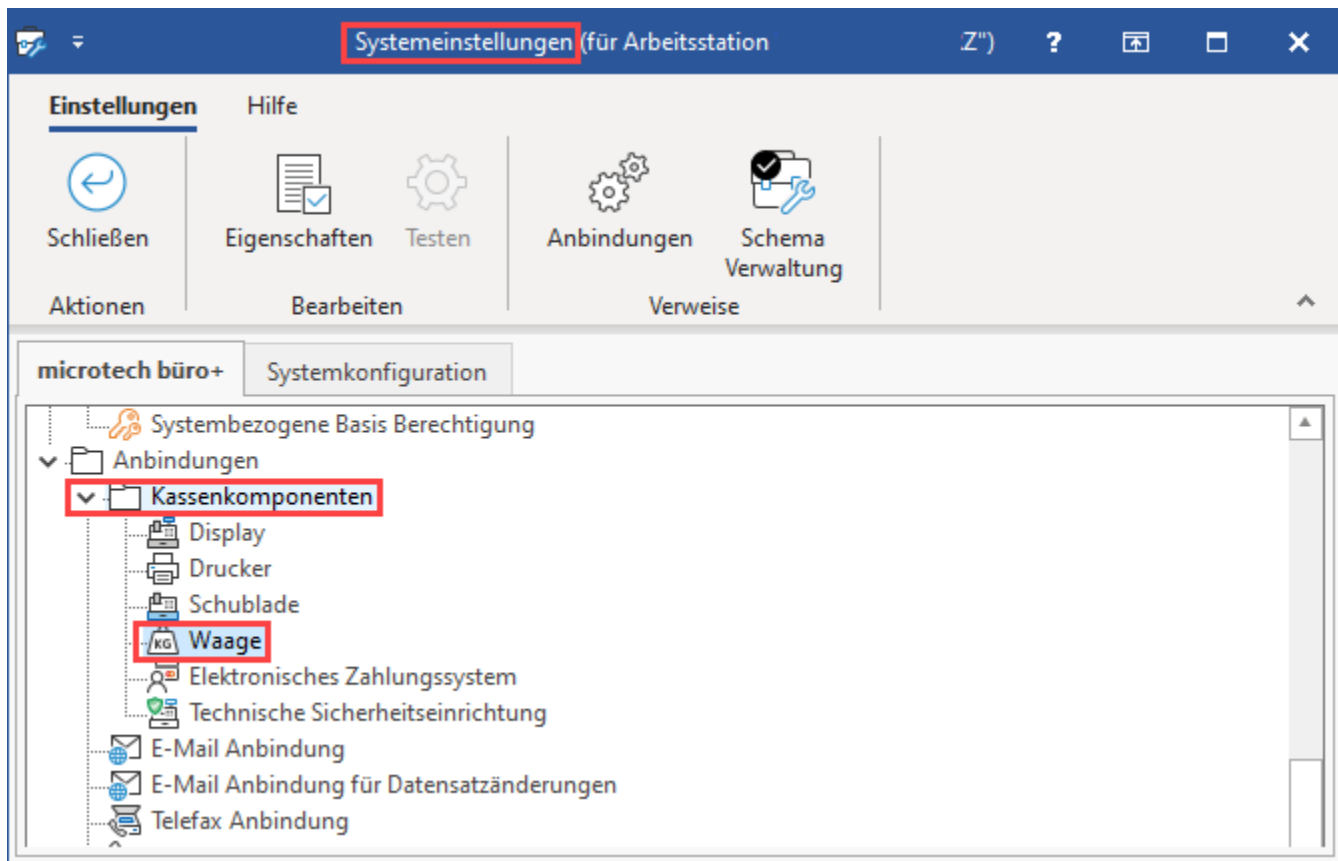 Systemeinstellungen (für Arbeitsstation Z") ?
Einstellungen Hilfe
Schließen Eigenschaften Testen Anbindungen Schema
Verwaltung
Aktionen Bearbeiten Verweise
microtech büro+ Systemkonfiguration
Systembezogene Basis Berechtigung
Anbindungen
Kassenkomponenten
Display
Drucker
Schublade
KG Waage
Elektronisches Zahlungssystem
Technische Sicherheitseinrichtung
E-Mail Anbindung
E-Mail Anbindung für Datensatzänderungen
Telefax Anbindung